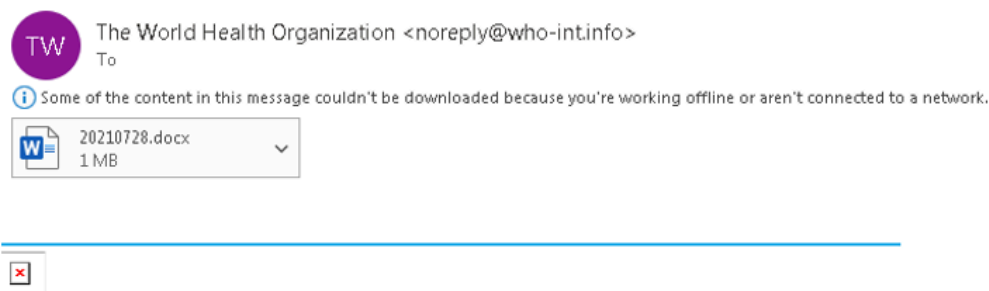 TW
The World Health Organization <noreply@who-int.info>
To
Some of the content in this message couldn't be downloaded because you're working offline or aren't connected to a network.
20210728.docx
1 MB